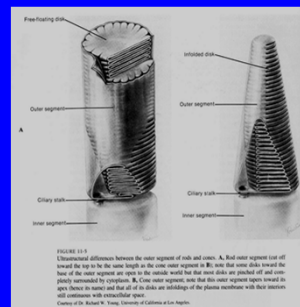 Free-floating disk
Infolded disk
Outer segment
Outer segment
A
Ciliary stalk
Ciliary stalk
Inner segment
Inner segment
FIGURE 11-5
Ultrastructural differences between the outer segment of rods and cones. A, Rod outer segment (cut off
toward the top to be the same length as the cone outer segment in B); note that some disks toward the
base of the outer segment are open to the outside world but that most disks are pinched off and com-
pletely surrounded by cytoplasm. B, Cone outer segment; note that this outer segment tapers toward its
apex (hence its name) and that all of its disks are infoldings of the plasma membrane with their interiors
still continuous with extracellular space.
Courtesy of Dr. Richard W. Young, University of California at Los Angeles.